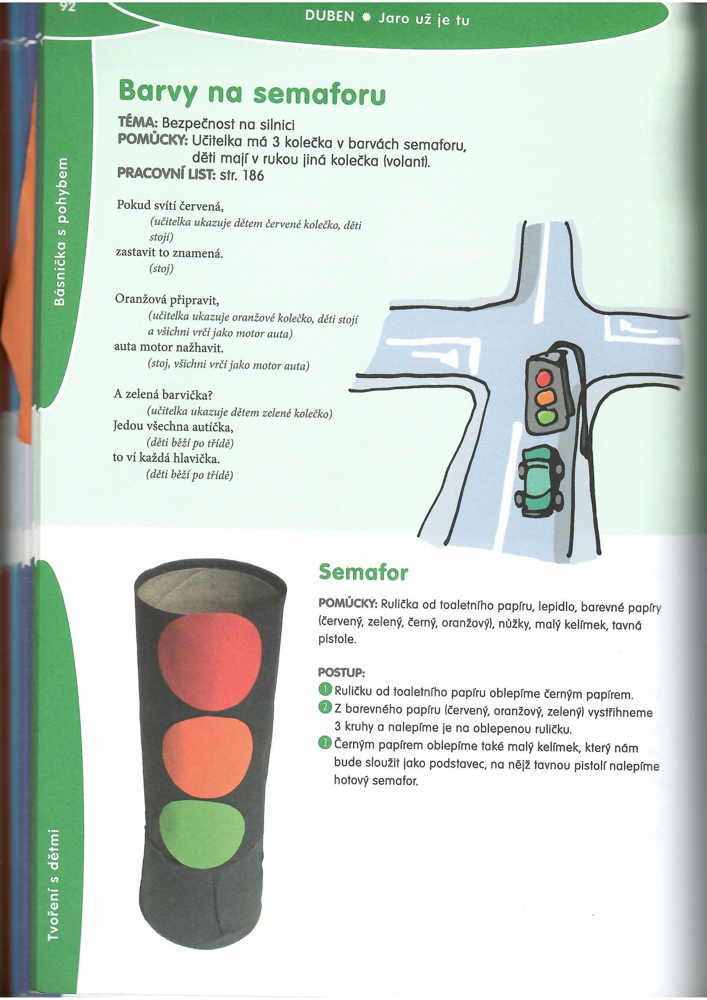 92
DUBEN ✹ Jaro už je tu
Básnička s pohybem
Barvy na semaforu
TÉMA: Bezpečnost na silnici
POMŮCKY: Učitelka má 3 kolečka v barvách semaforu,
děti mají v rukou jiná kolečka (volant).
PRACOVNÍ LIST: str. 186
Pokud svítí červená,
(učitelka ukazuje dětem červené kolečko, děti
stojí)
zastavit to znamená.
(stoj)
Oranžová připravit,
(učitelka ukazuje oranžové kolečko, děti stojí
a všichni vrčí jako motor auta)
auta motor nažhavit.
(stoj, všichni vrčí jako motor auta)
A zelená barvička?
(učitelka ukazuje dětem zelené kolečko)
Jedou všechna autíčka,
(děti běží po třídě)
to ví každá hlavička.
(děti běží po třídě)
Tvoření s dětmi
Semafor
POMŮCKY: Rulička od toaletního papíru, lepidlo, barevné papíry
(červený, zelený, černý, oranžový), nůžky, malý kelímek, tavná
pistole.
POSTUP:
1 Ruličku od toaletního papíru oblepíme černým papírem.
2 Z barevného papíru (červený, oranžový, zelený) vystřihneme
3 kruhy a nalepíme je na oblepenou ruličku.
3 Černým papírem oblepíme také malý kelímek, který nám
bude sloužit jako podstavec, na nějž tavnou pistolí nalepíme
hotový semafor.